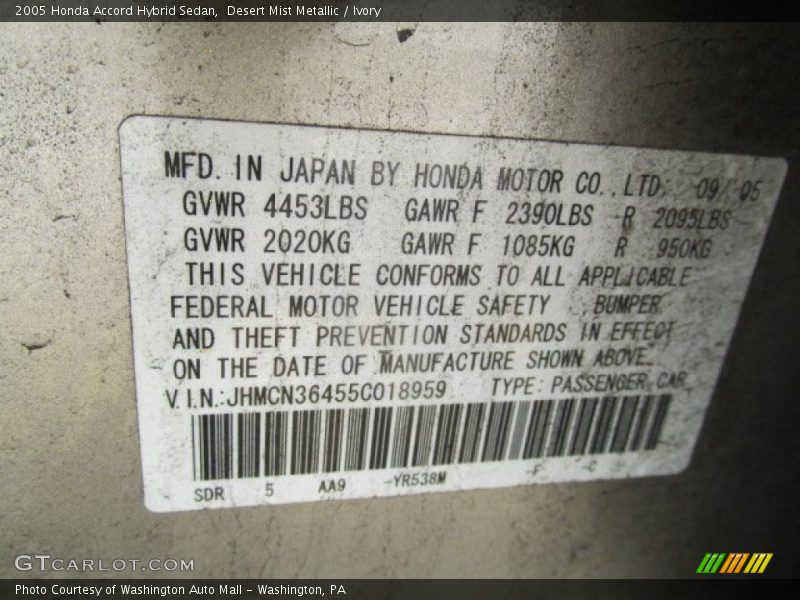 2005 Honda Accord Hybrid Sedan,  Desert Mist Metallic / Ivory
MFD. IN JAPAN BY HONDA MOTOR CO., LTD. 09/05
GVWR 4453LBS GAWR F 2390LBS R 2095LBS
GVWR 2020KG GAWR F 1085KG R 950KG
THIS VEHICLE CONFORMS TO ALL APPLICABLE
FEDERAL MOTOR VEHICLE SAFETY , BUMPER
AND THEFT PREVENTION STANDARDS IN EFFECT
ON THE DATE OF MANUFACTURE SHOWN ABOVE.
V.I.N.:JHMCN36455C018959 TYPE: PASSENGER CAR
SDR 5 AA9 -YR538M -F -C
GTCARLOT.COM
Photo Courtesy of Washington Auto Mall - Washington, PA